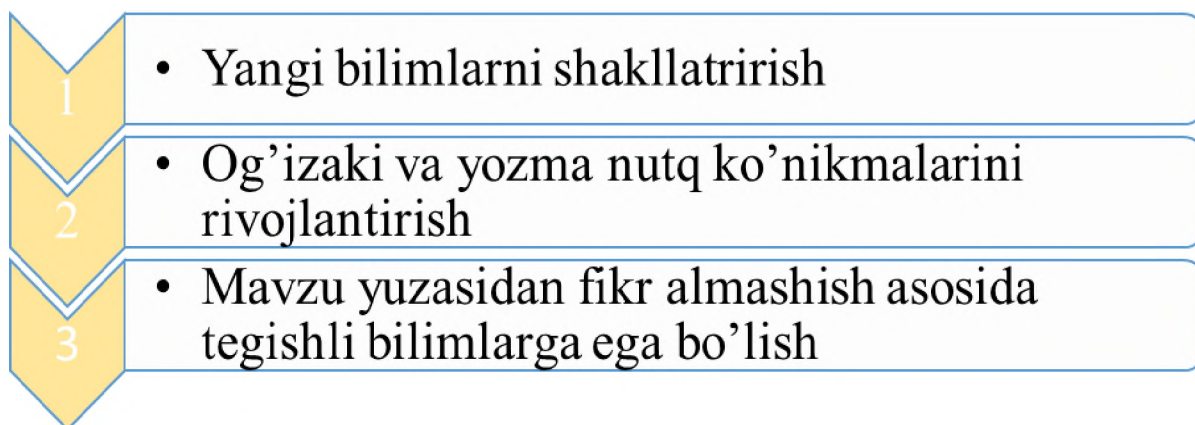 1
• Yangi bilimlarni shakllatrirish
2
• Og’izaki va yozma nutq ko’nikmalarini
rivojlantirish
3
• Mavzu yuzasidan fikr almashish asosida
tegishli bilimlarga ega bo’lish